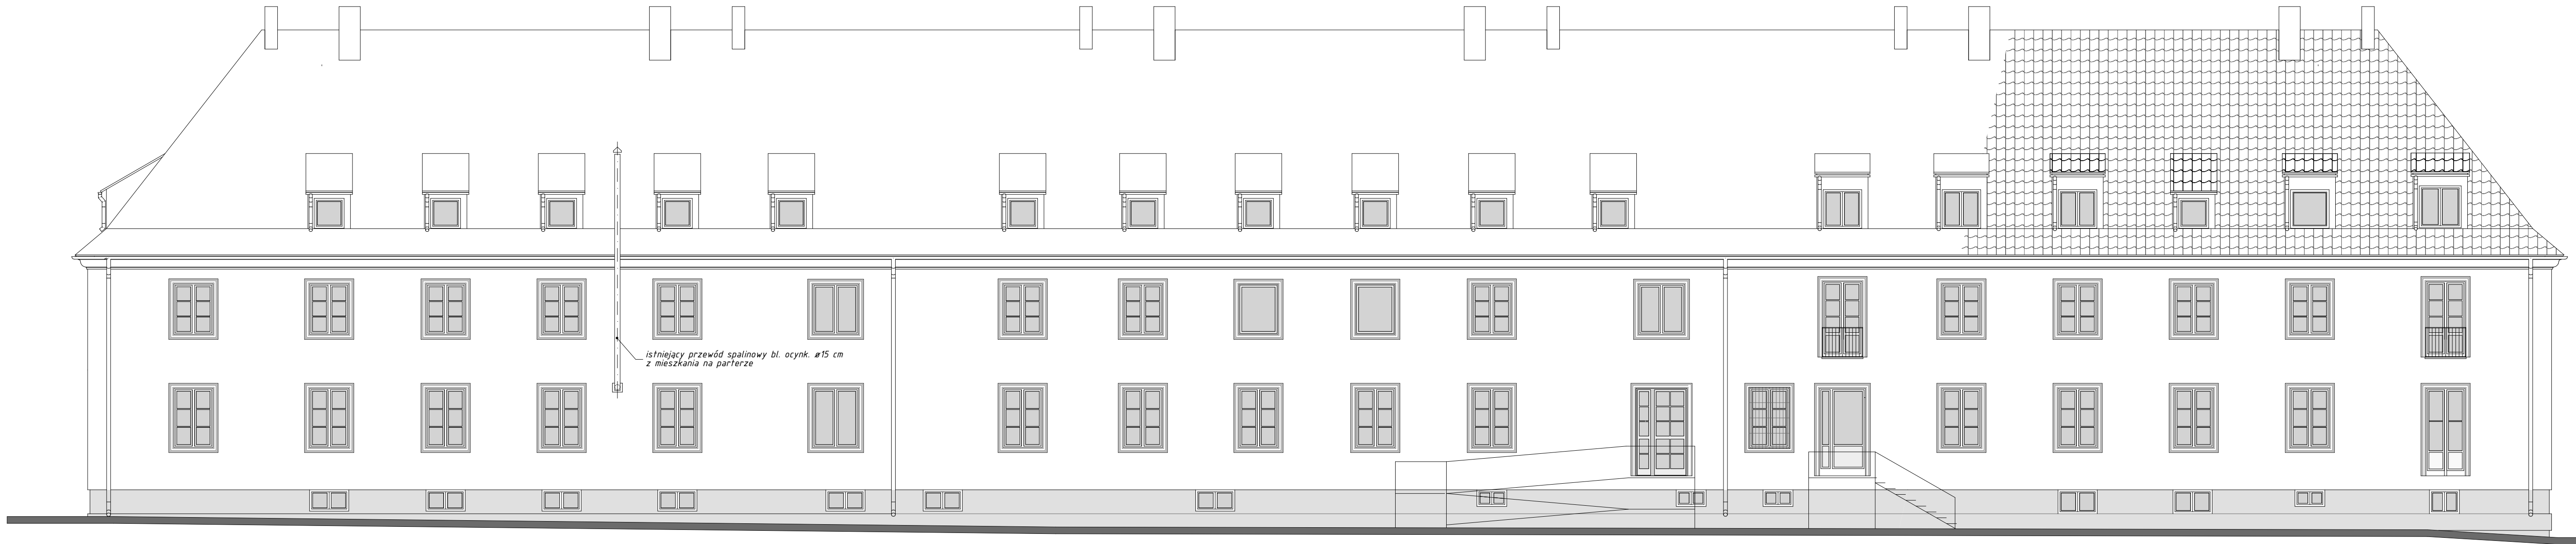 istniejący przewód spalinowy bl. ocynk. ø15 cm
z mieszkania na parterze